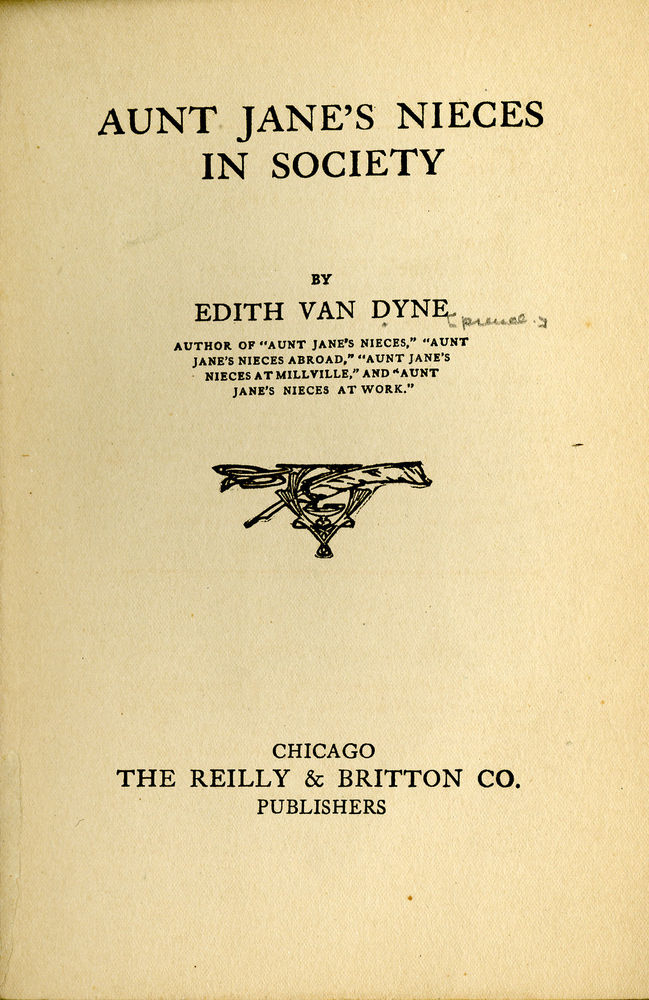 AUNT JANE'S NIECES
IN SOCIETY
BY
EDITH VAN DYNE
AUTHOR OF "AUNT JANE'S NIECES," "AUNT
JANE'S NIECES ABROAD," "AUNT JANE'S
NIECES AT MILLVILLE," AND "AUNT
JANE'S NIECES AT WORK."
CHICAGO
THE REILLY & BRITTON CO.
PUBLISHERS